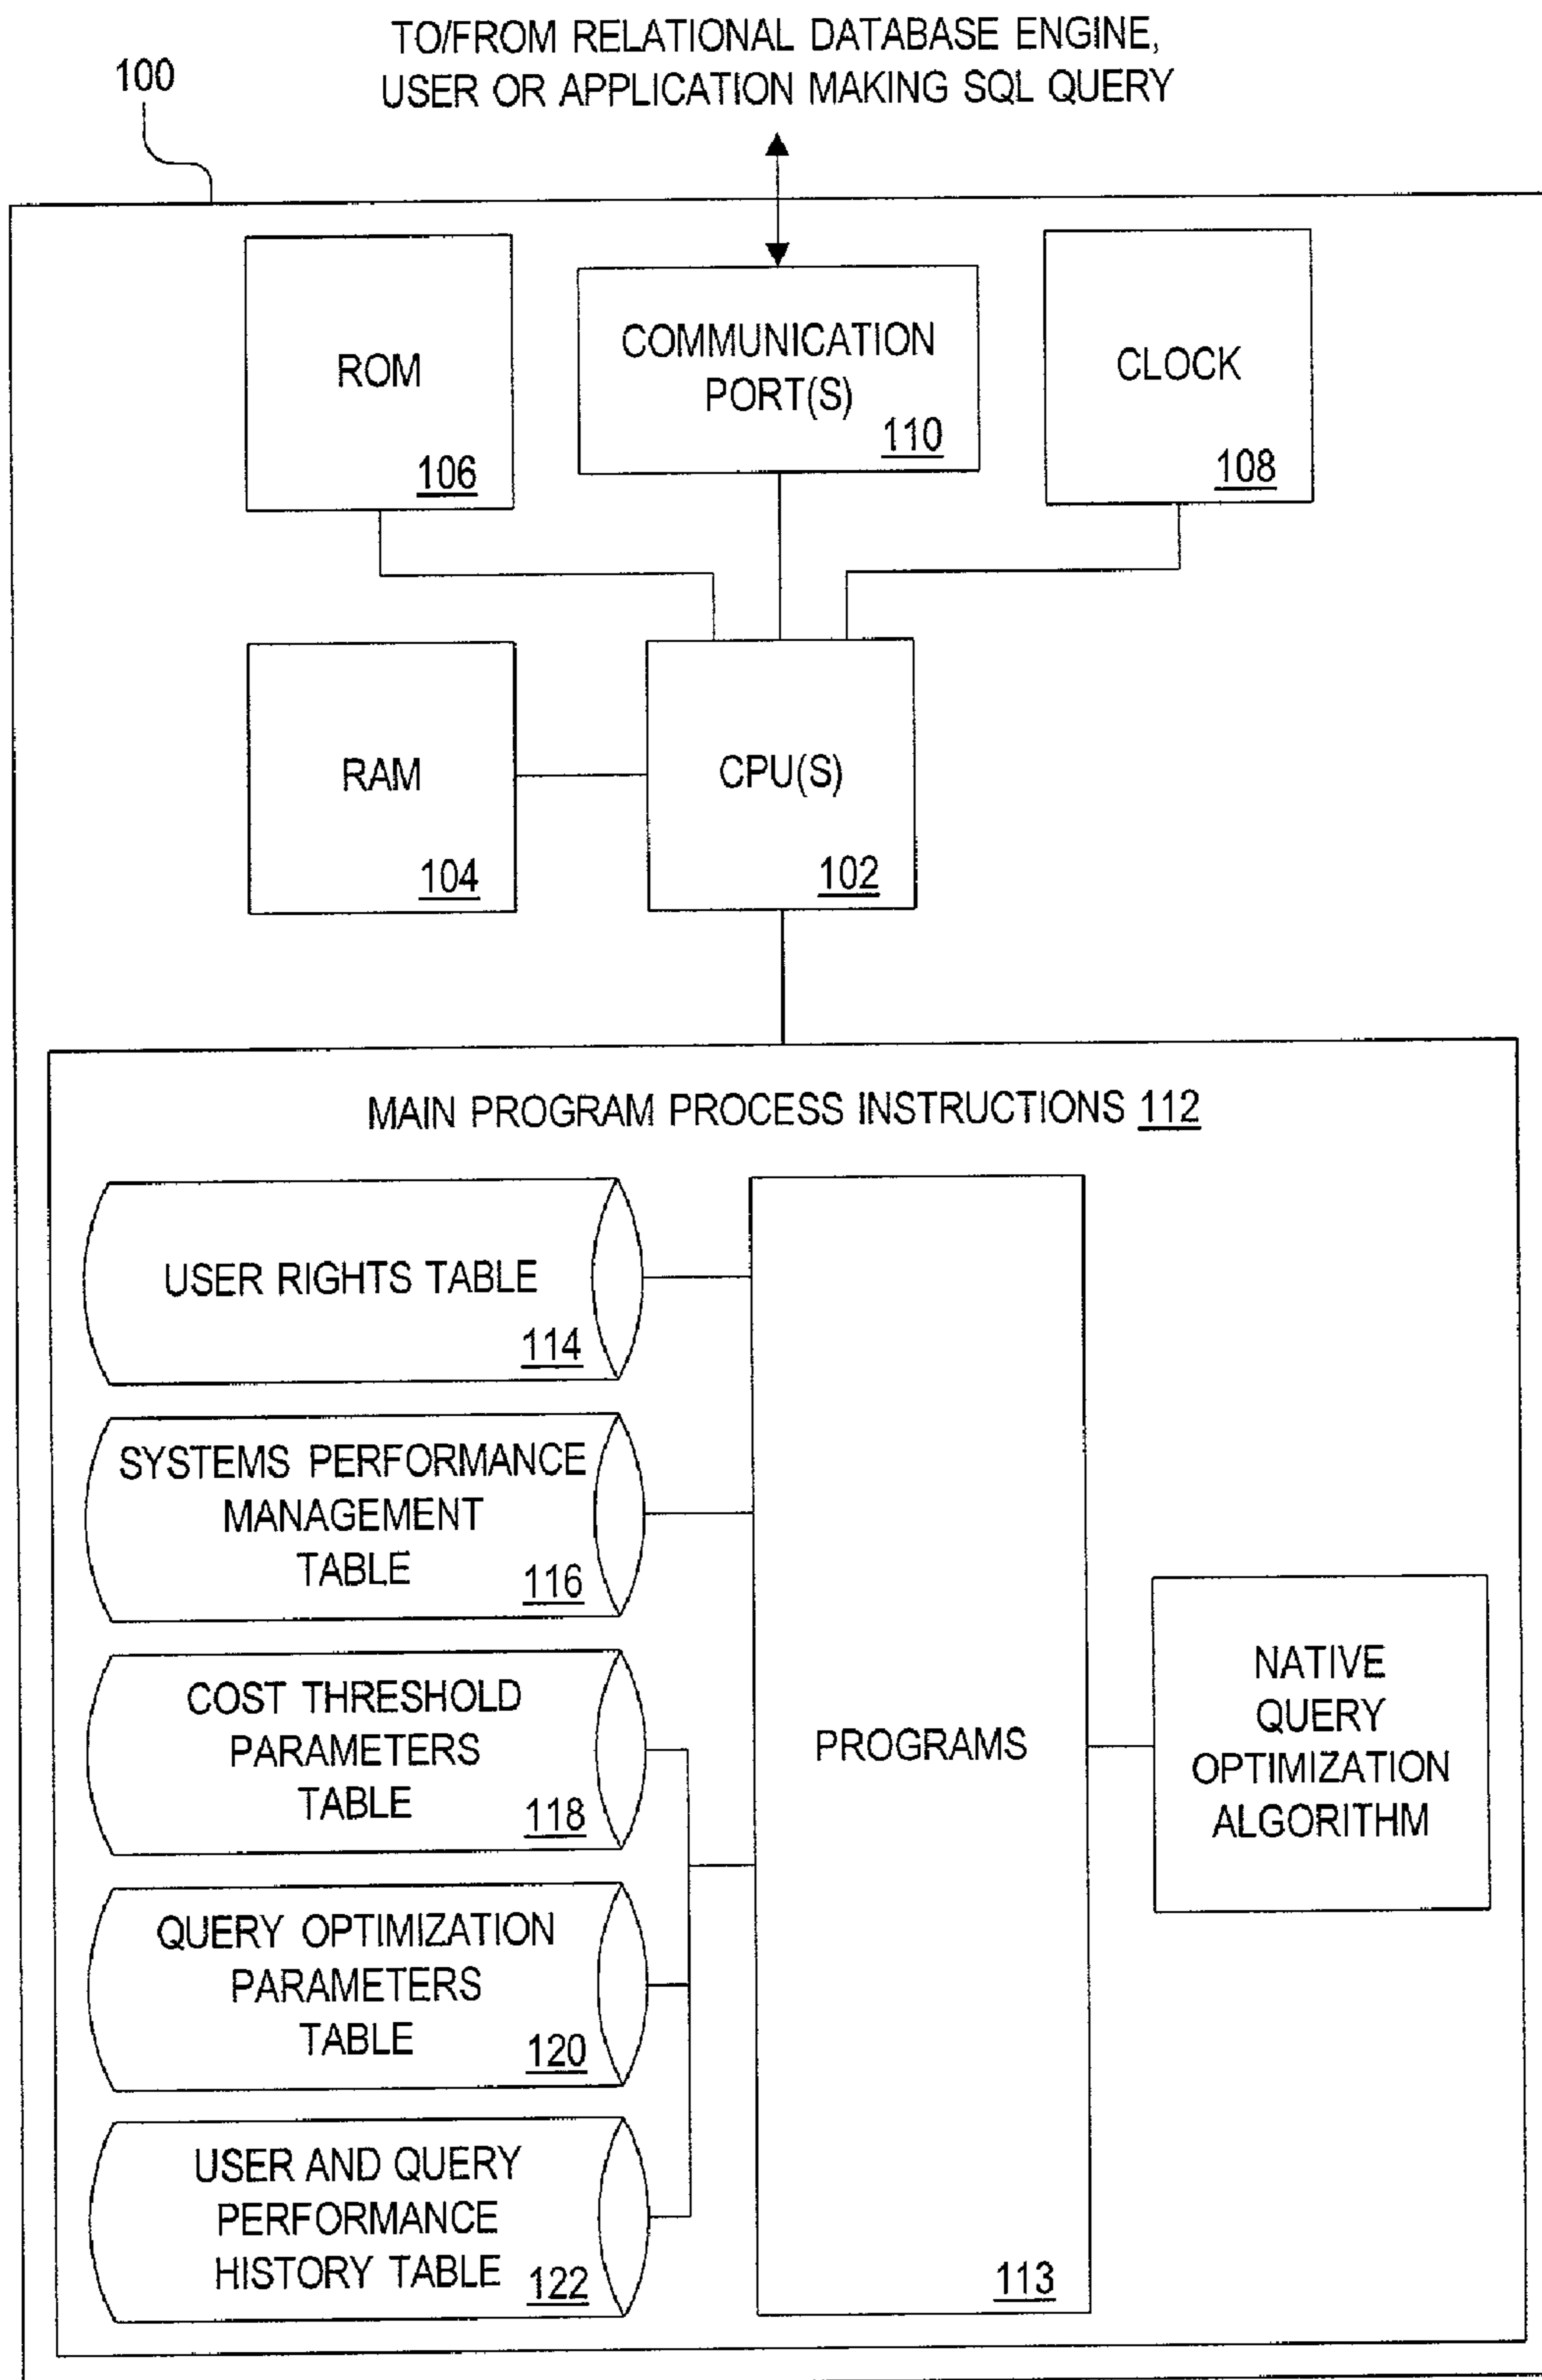 TO/FROM RELATIONAL DATABASE ENGINE,
USER OR APPLICATION MAKING SQL QUERY
100
ROM
106
COMMUNICATION
PORT(S)
110
CLOCK
108
RAM
104
CPU(S)
102
MAIN PROGRAM PROCESS INSTRUCTIONS 112
USER RIGHTS TABLE
114
SYSTEMS PERFORMANCE
MANAGEMENT
TABLE
116
COST THRESHOLD
PARAMETERS
TABLE
118
QUERY OPTIMIZATION
PARAMETERS
TABLE
120
USER AND QUERY
PERFORMANCE
HISTORY TABLE
122
PROGRAMS
113
NATIVE
QUERY
OPTIMIZATION
ALGORITHM